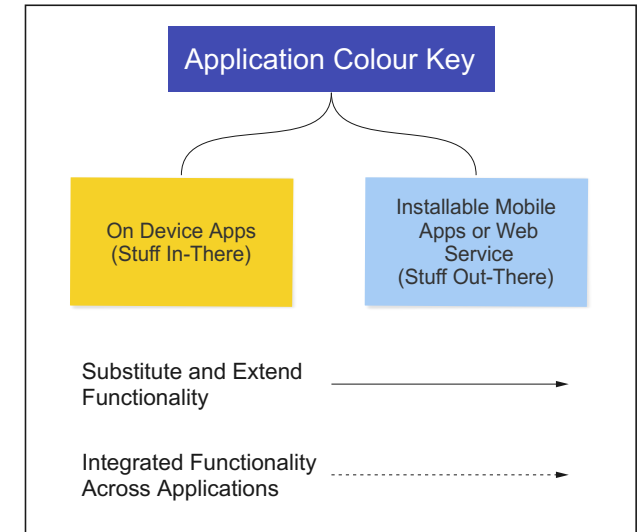 Application Colour Key
On Device Apps
(Stuff In-There)
Installable Mobile
Apps or Web
Service
(Stuff Out-There)
Substitute and Extend
Functionality
Integrated Functionality
Across Applications